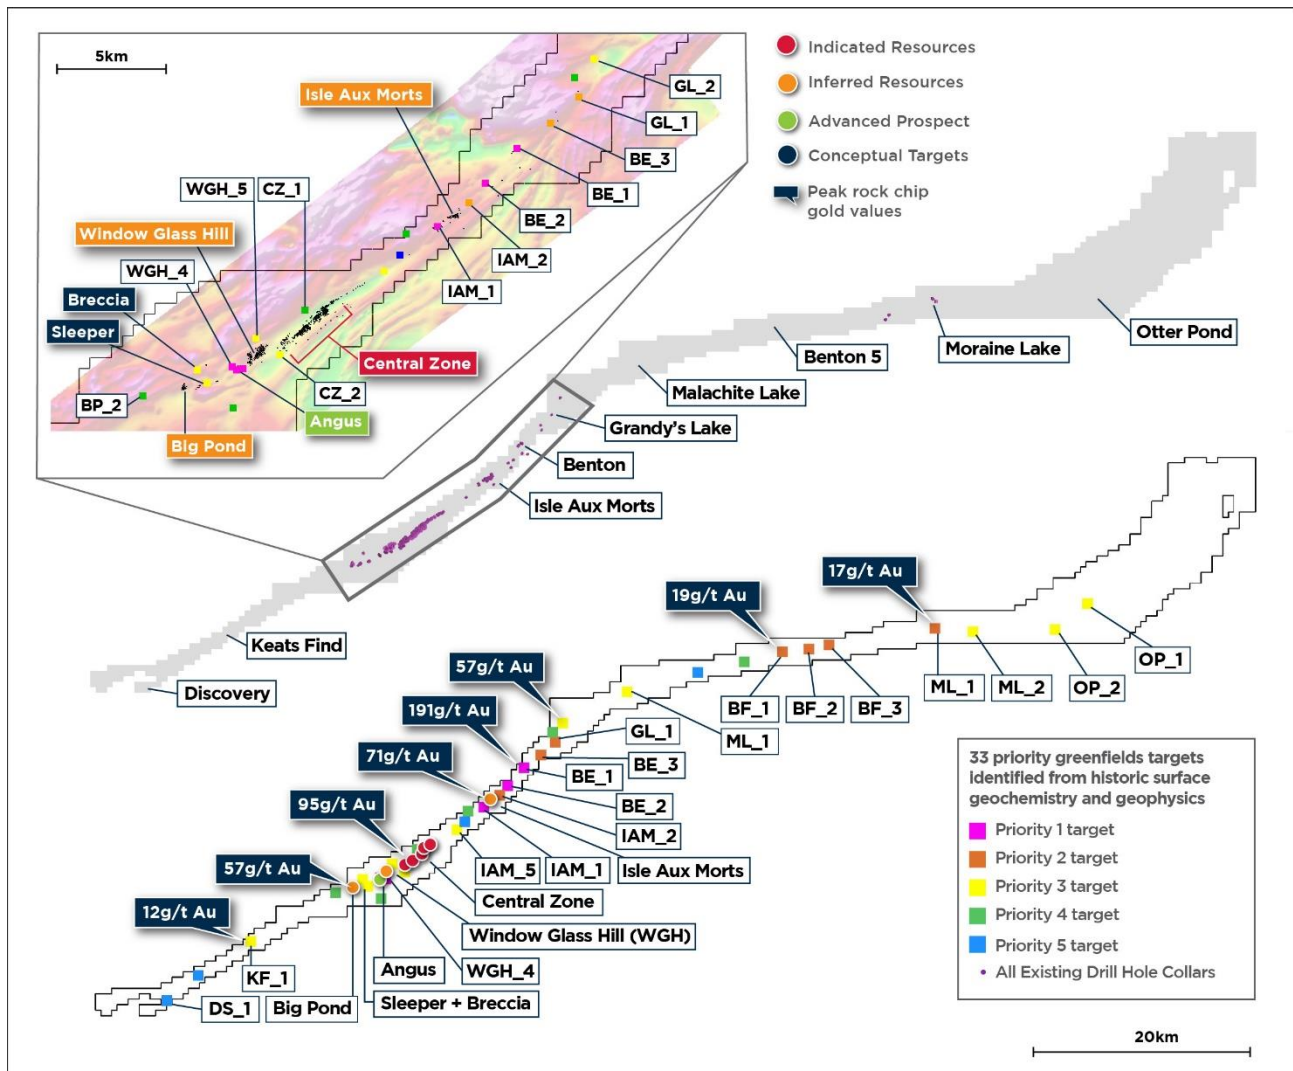 5km
Isle Aux Morts
GL_2
GL_1
BE_3
BE_1
BE_2
IAM_2
IAM_1
WGH_5
CZ_1
Window Glass Hill
WGH_4
Breccia
Sleeper
BP_2
Big Pond
Angus
CZ_2
Central Zone
Indicated Resources
Inferred Resources
Advanced Prospect
Conceptual Targets
Peak rock chip
gold values
Otter Pond
Moraine Lake
Benton 5
Malachite Lake
Grandy's Lake
Benton
Isle Aux Morts
Keats Find
Discovery
17g/t Au
19g/t Au
57g/t Au
191g/t Au
71g/t Au
95g/t Au
57g/t Au
12g/t Au
OP_1
OP_2
ML_2
ML_1
BF_3
BF_2
BF_1
ML_1
GL_1
BE_3
BE_1
BE_2
IAM_2
Isle Aux Morts
IAM_1
IAM_5
Central Zone
Window Glass Hill (WGH)
WGH_4
Angus
Sleeper + Breccia
Big Pond
KF_1
DS_1
33 priority greenfields targets
identified from historic surface
geochemistry and geophysics
Priority 1 target
Priority 2 target
Priority 3 target
Priority 4 target
Priority 5 target
All Existing Drill Hole Collars
20km